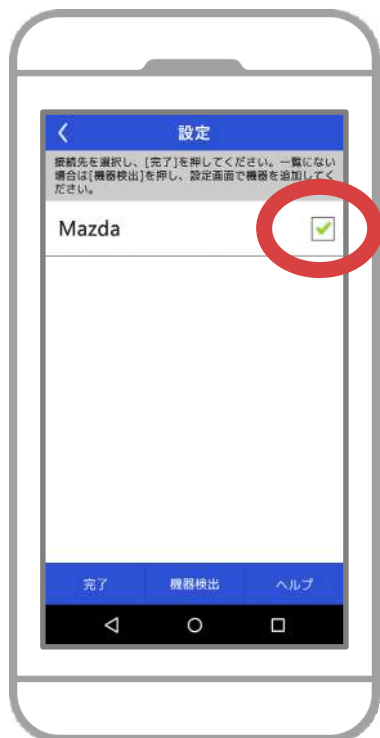 設定
接続先を選択し、[完了]を押してください。一覧にない
場合は[機器検出]を押し、設定画面で機器を追加してく
ださい。
Mazda
完了 機器検出 ヘルプ